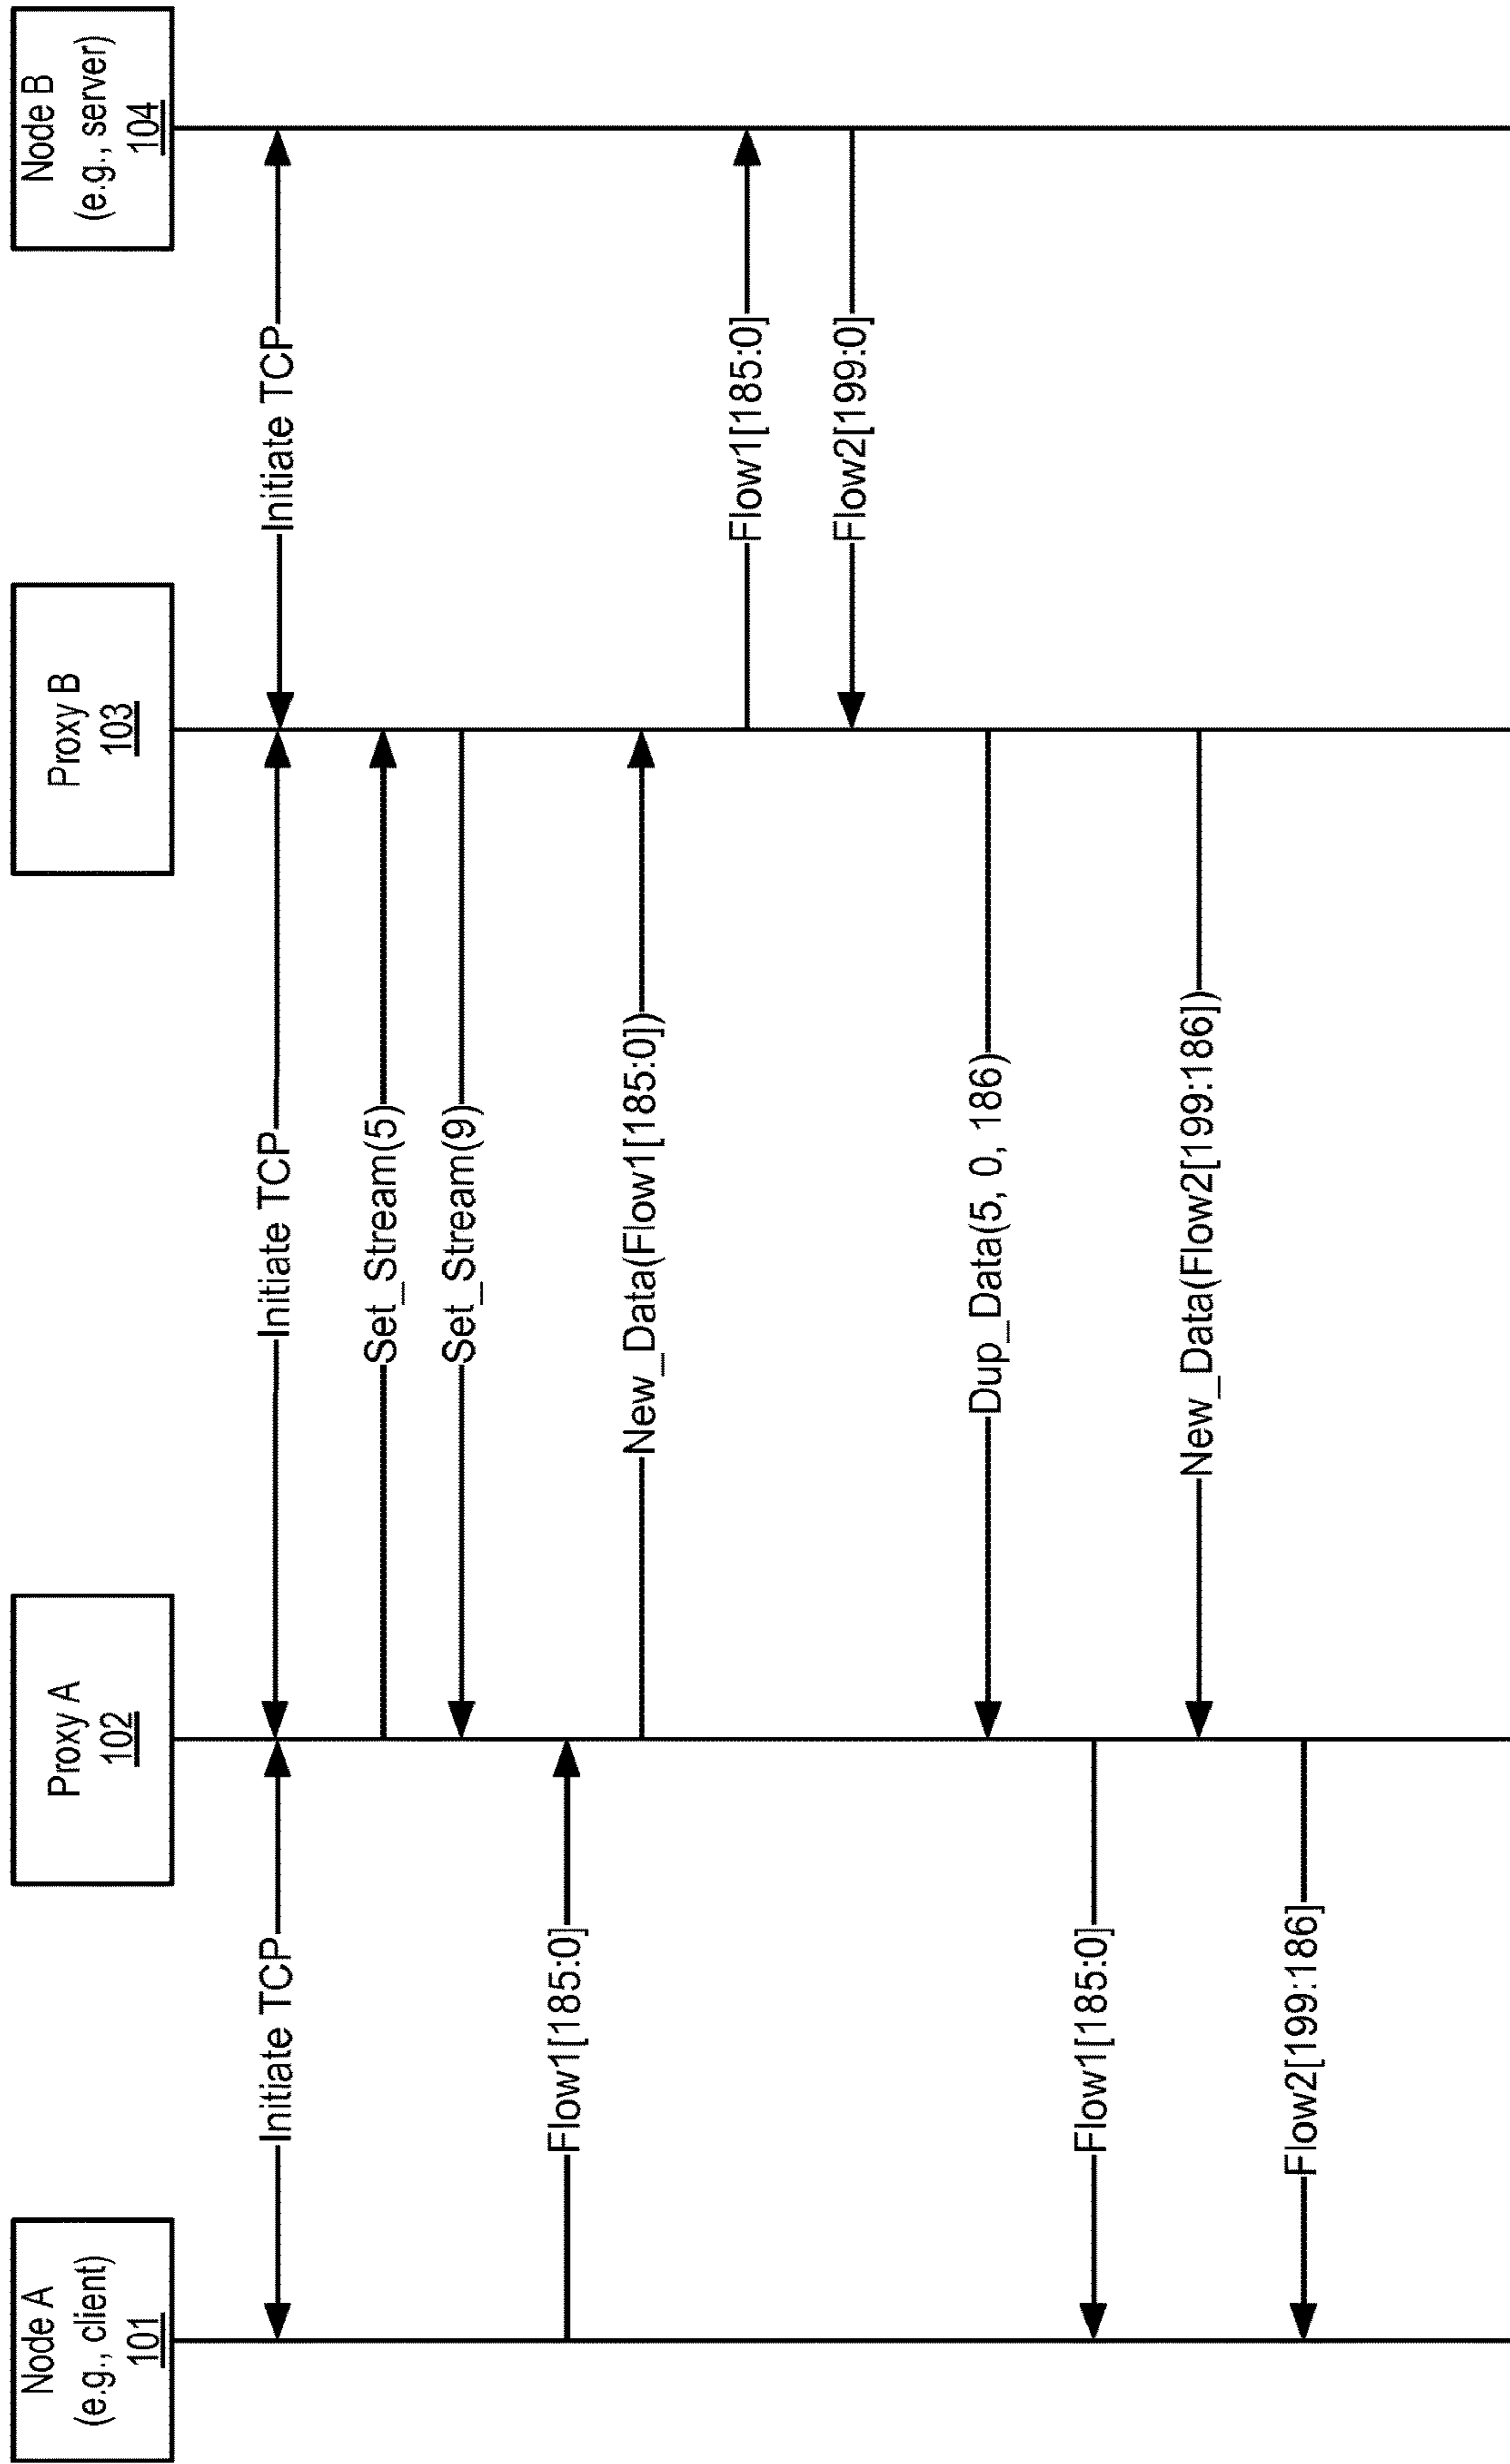 Node A
(e.g., client)
101
Proxy A
102
Proxy B
103
Node B
(e.g., server)
104
Initiate TCP
Initiate TCP
Initiate TCP
Set_Stream(5)
Set_Stream(9)
Flow1[185:0]
New_Data(Flow1[185:0])
Flow1[185:0]
Flow2[199:0]
Dup_Data(5, 0, 186)
Flow1[185:0]
New_Data(Flow2[199:186])
Flow2[199:186]